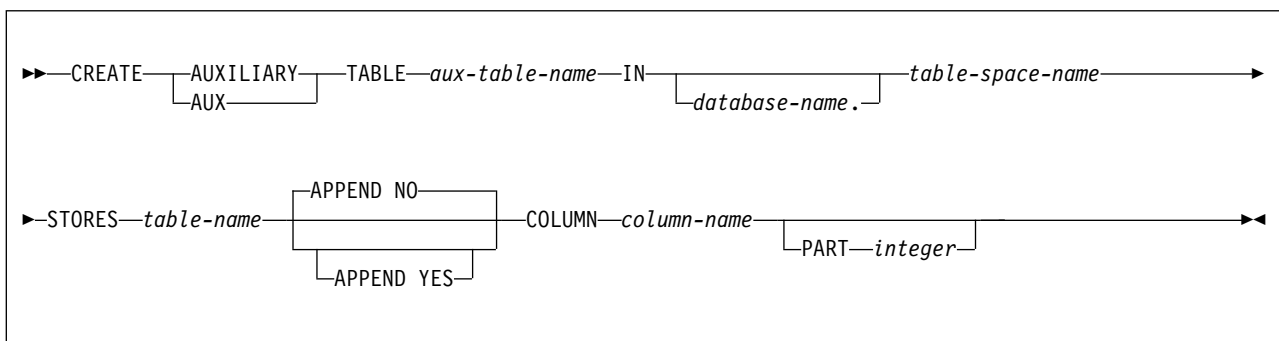 CREATE AUXILIARY TABLE aux-table-name IN table-space-name
AUX database-name.
APPEND NO
STORES table-name COLUMN column-name
PART integer
APPEND YES